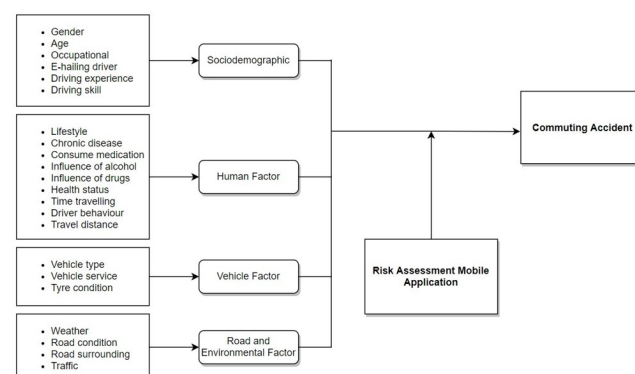 Gender
Age
Occupational
E-hailing driver
Driving experience
Driving skill
Sociodemographic
Lifestyle
Chronic disease
Consume medication
Influence of alcohol
Influence of drugs
Health status
Time travelling
Driver behaviour
Travel distance
Human Factor
Vehicle type
Vehicle service
Tyre condition
Vehicle Factor
Weather
Road condition
Road surrounding
Traffic
Road and
Environmental Factor
Risk Assessment Mobile
Application
Commuting Accident